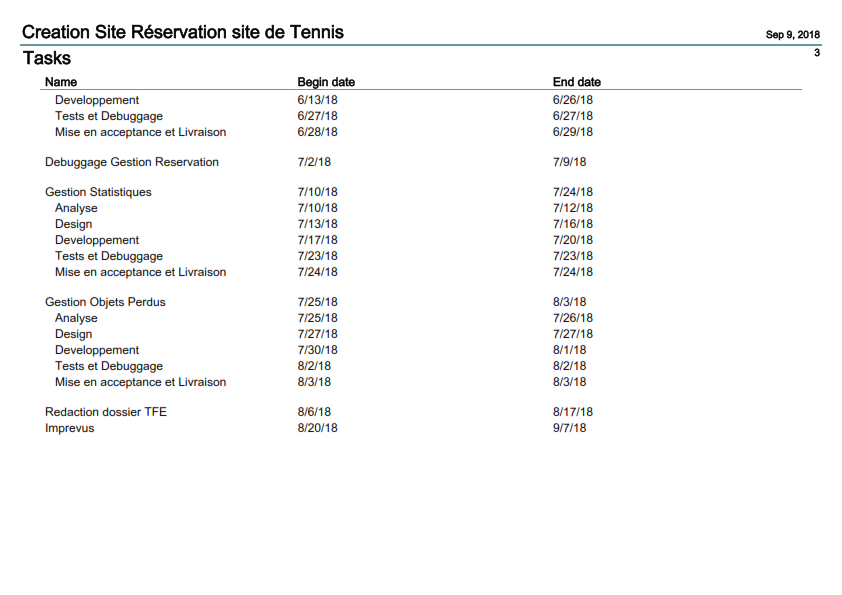 Creation Site Réservation site de Tennis
Sep 9, 2018
Tasks
3
Name Begin date End date
Developpement 6/13/18 6/26/18
Tests et Debuggage 6/27/18 6/27/18
Mise en acceptance et Livraison 6/28/18 6/29/18
Debuggage Gestion Reservation 7/2/18 7/9/18
Gestion Statistiques 7/10/18 7/24/18
Analyse 7/10/18 7/12/18
Design 7/13/18 7/16/18
Developpement 7/17/18 7/20/18
Tests et Debuggage 7/23/18 7/23/18
Mise en acceptance et Livraison 7/24/18 7/24/18
Gestion Objets Perdus 7/25/18 8/3/18
Analyse 7/25/18 7/26/18
Design 7/27/18 7/27/18
Developpement 7/30/18 8/1/18
Tests et Debuggage 8/2/18 8/2/18
Mise en acceptance et Livraison 8/3/18 8/3/18
Redaction dossier TFE 8/6/18 8/17/18
Imprevus 8/20/18 9/7/18